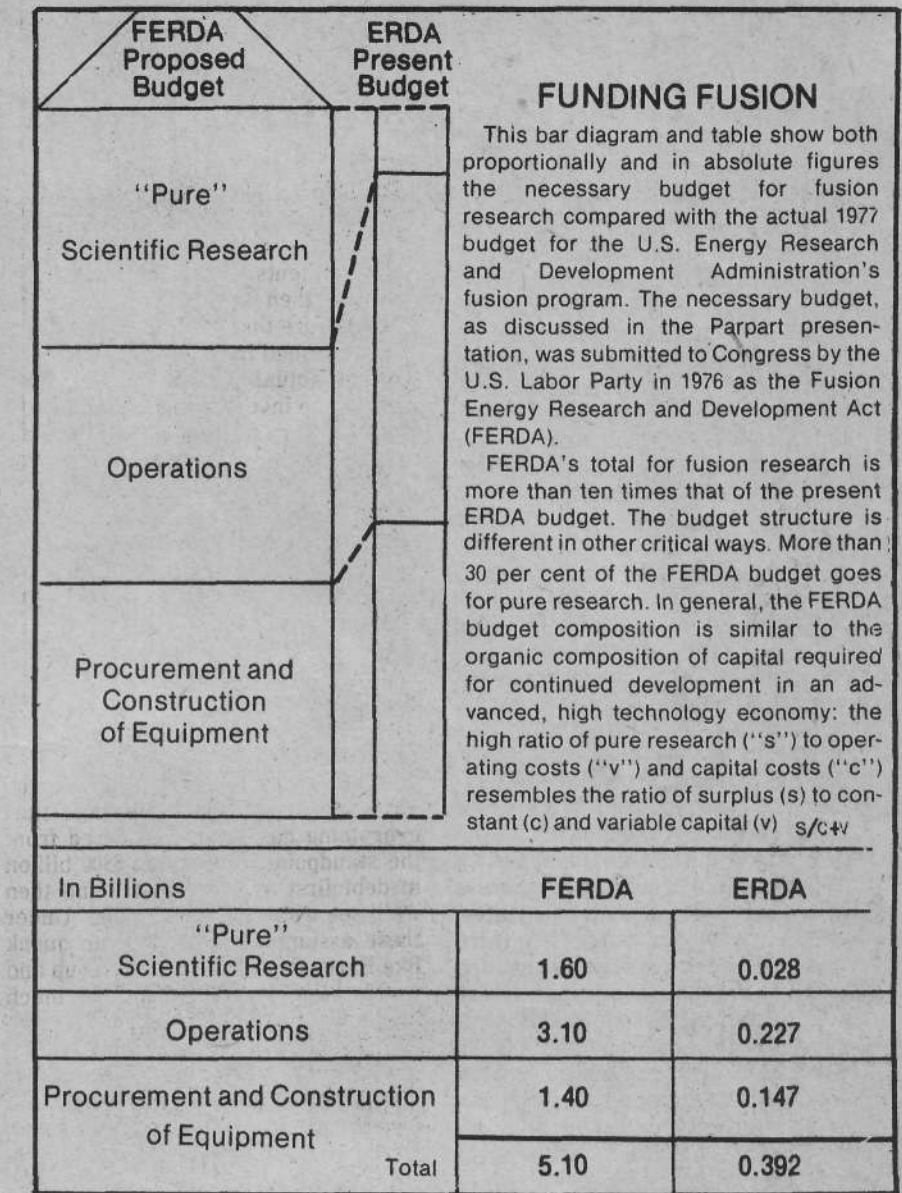 FERDA
Proposed
Budget
ERDA
Present
Budget
"Pure"
Scientific Research
Operations
Procurement and
Construction
of Equipment
FUNDING FUSION
This bar diagram and table show both
proportionally and in absolute figures
the necessary budget for fusion
research compared with the actual 1977
budget for the U.S. Energy Research
and Development Administration's
fusion program. The necessary budget,
as discussed in the Parpart presen-
tation, was submitted to Congress by the
U.S. Labor Party in 1976 as the Fusion
Energy Research and Development Act
(FERDA).
FERDA's total for fusion research is
more than ten times that of the present
ERDA budget. The budget structure is
different in other critical ways. More than
30 per cent of the FERDA budget goes
for pure research. In general, the FERDA
budget composition is similar to the
organic composition of capital required
for continued development in an ad-
vanced, high technology economy: the
high ratio of pure research ("s") to oper-
ating costs ("v") and capital costs ("c")
resembles the ratio of surplus (s) to con-
stant (c) and variable capital (v) s/c+v
In Billions FERDA ERDA
"Pure"
Scientific Research 1.60 0.028
Operations 3.10 0.227
Procurement and Construction 1.40 0.147
of Equipment
Total 5.10 0.392